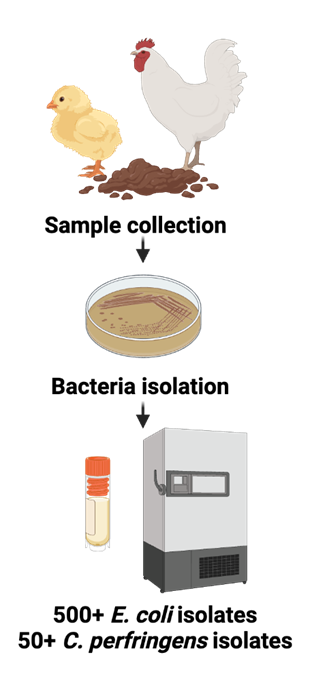 Sample collection
Bacteria isolation
500+ E. coli isolates
50+ C. perfringens isolates